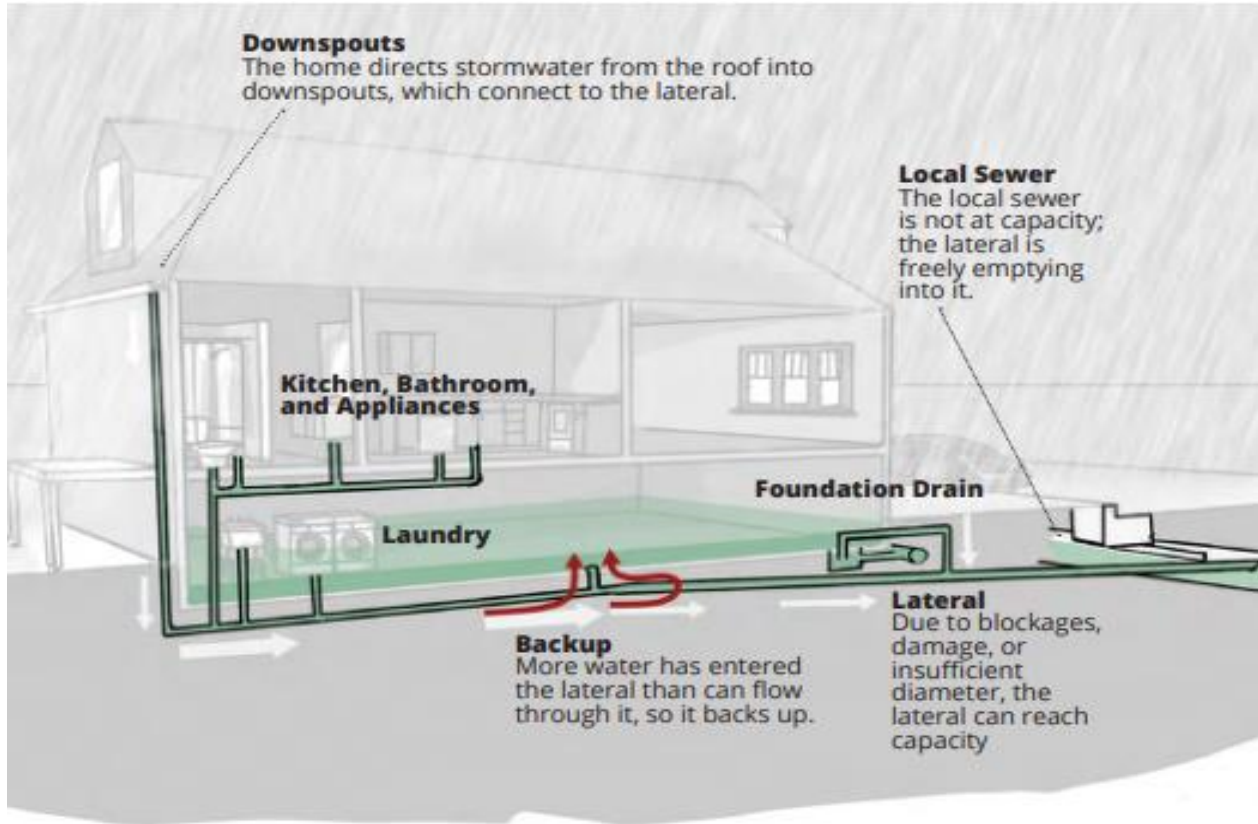 Downspouts
The home directs stormwater from the roof into
downspouts, which connect to the lateral.
Local Sewer
The local sewer
is not at capacity;
the lateral is
freely emptying
into it.
Kitchen, Bathroom,
and Appliances
Foundation Drain
Laundry
Backup
More water has entered
the lateral than can flow
through it, so it backs up.
Lateral
Due to blockages,
damage, or
insufficient
diameter, the
lateral can reach
capacity